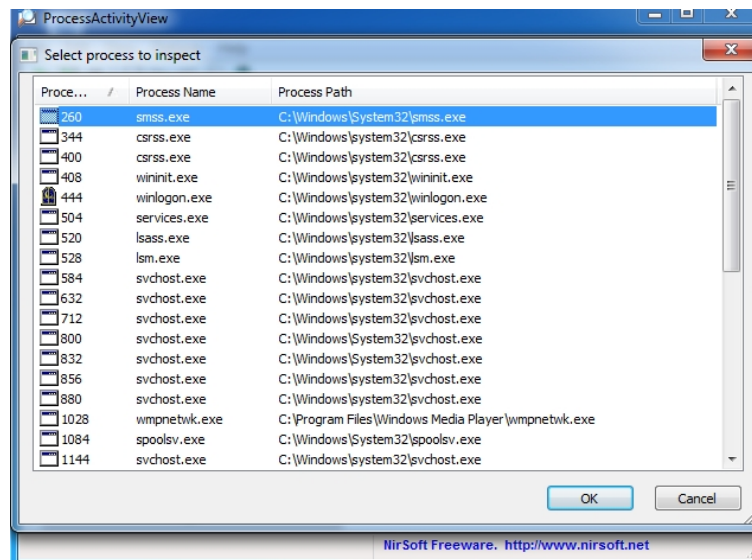 ProcessActivityView
Select process to inspect
Proce... / Process Name Process Path
260 smss.exe C:\Windows\System32\smss.exe
344 csrss.exe C:\Windows\system32\csrss.exe
400 csrss.exe C:\Windows\system32\csrss.exe
408 wininit.exe C:\Windows\system32\wininit.exe
444 winlogon.exe C:\Windows\system32\winlogon.exe
504 services.exe C:\Windows\system32\services.exe
520 lsass.exe C:\Windows\system32\lsass.exe
528 lsm.exe C:\Windows\system32\lsm.exe
584 svchost.exe C:\Windows\system32\svchost.exe
632 svchost.exe C:\Windows\system32\svchost.exe
712 svchost.exe C:\Windows\system32\svchost.exe
800 svchost.exe C:\Windows\System32\svchost.exe
832 svchost.exe C:\Windows\System32\svchost.exe
856 svchost.exe C:\Windows\system32\svchost.exe
880 svchost.exe C:\Windows\system32\svchost.exe
1028 wmpnetwk.exe C:\Program Files\Windows Media Player\wmpnetwk.exe
1084 spoolsv.exe C:\Windows\System32\spoolsv.exe
1144 svchost.exe C:\Windows\system32\svchost.exe
OK Cancel
NirSoft Freeware. http://www.nirsoft.net